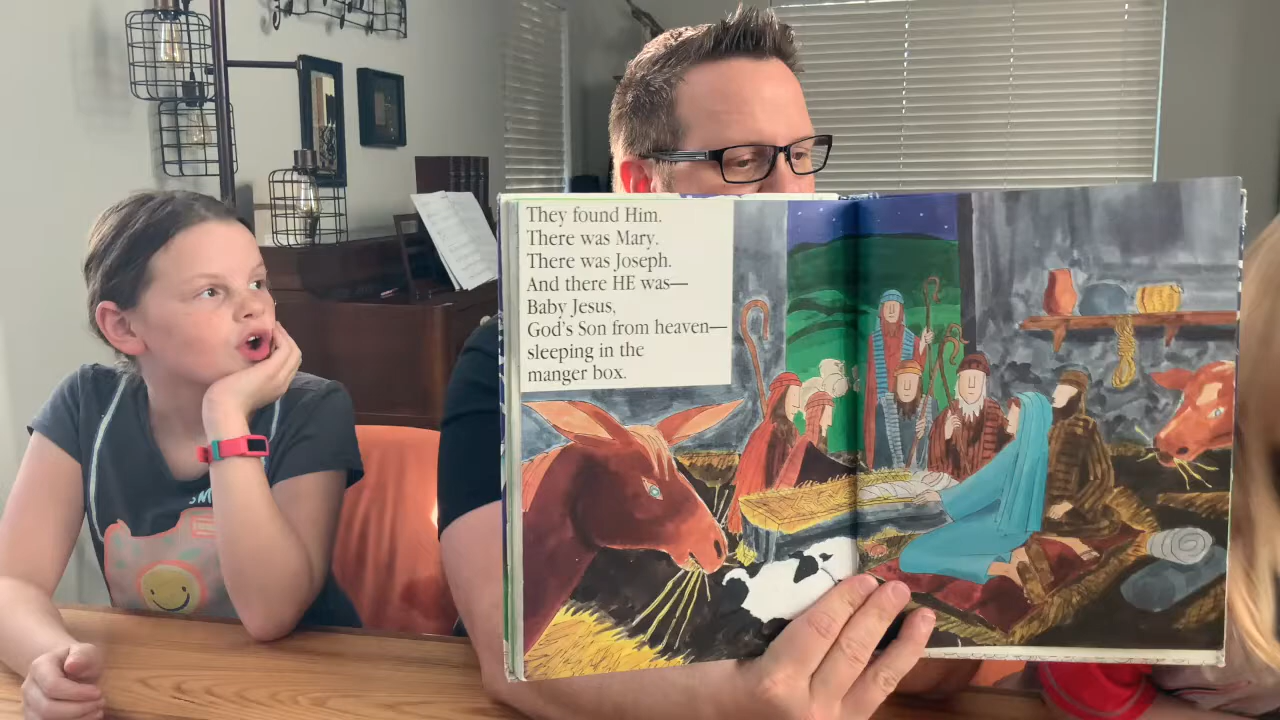 They found Him.
There was Mary.
There was Joseph.
And there HE was—
Baby Jesus,
God's Son from heaven—
sleeping in the
manger box.